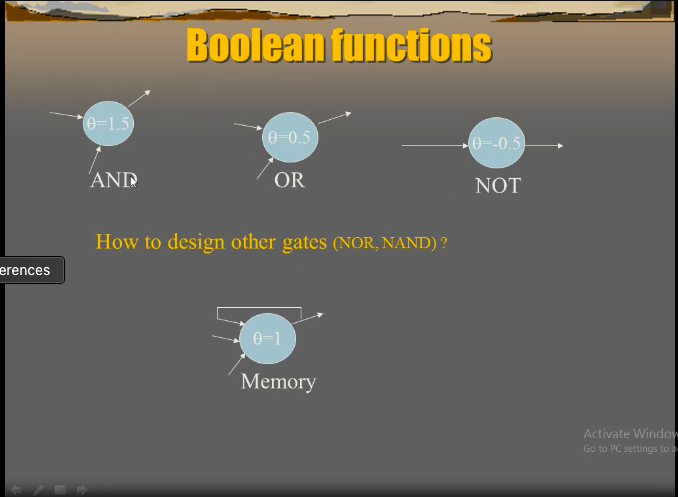 Boolean functions
θ=1.5
θ=0.5
θ=-0.5
AND
OR
NOT
How to design other gates (NOR, NAND) ?
erences
θ=1
Memory
Activate Window
Go to PC settings to a